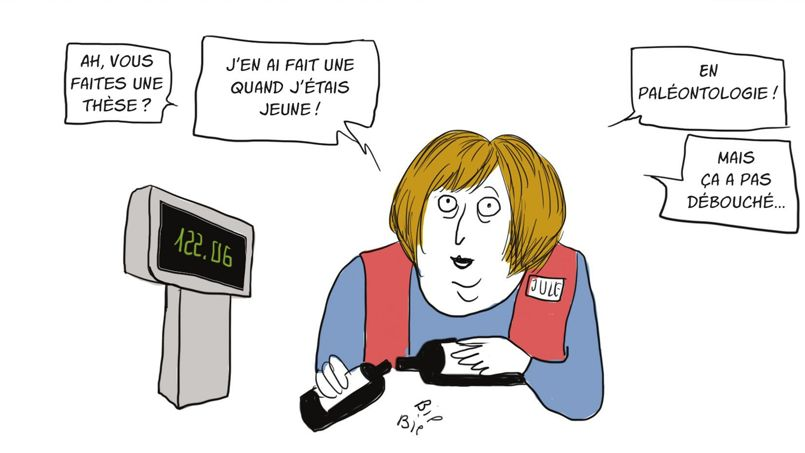 AH, VOUS
FAITES UNE
THÈSE ?
J'EN AI FAIT UNE
QUAND J'ÉTAIS
JEUNE !
EN
PALÉONTOLOGIE !
MAIS
ÇA A PAS
DÉBOUCHÉ...
122.06
JULE
Bip
Bip